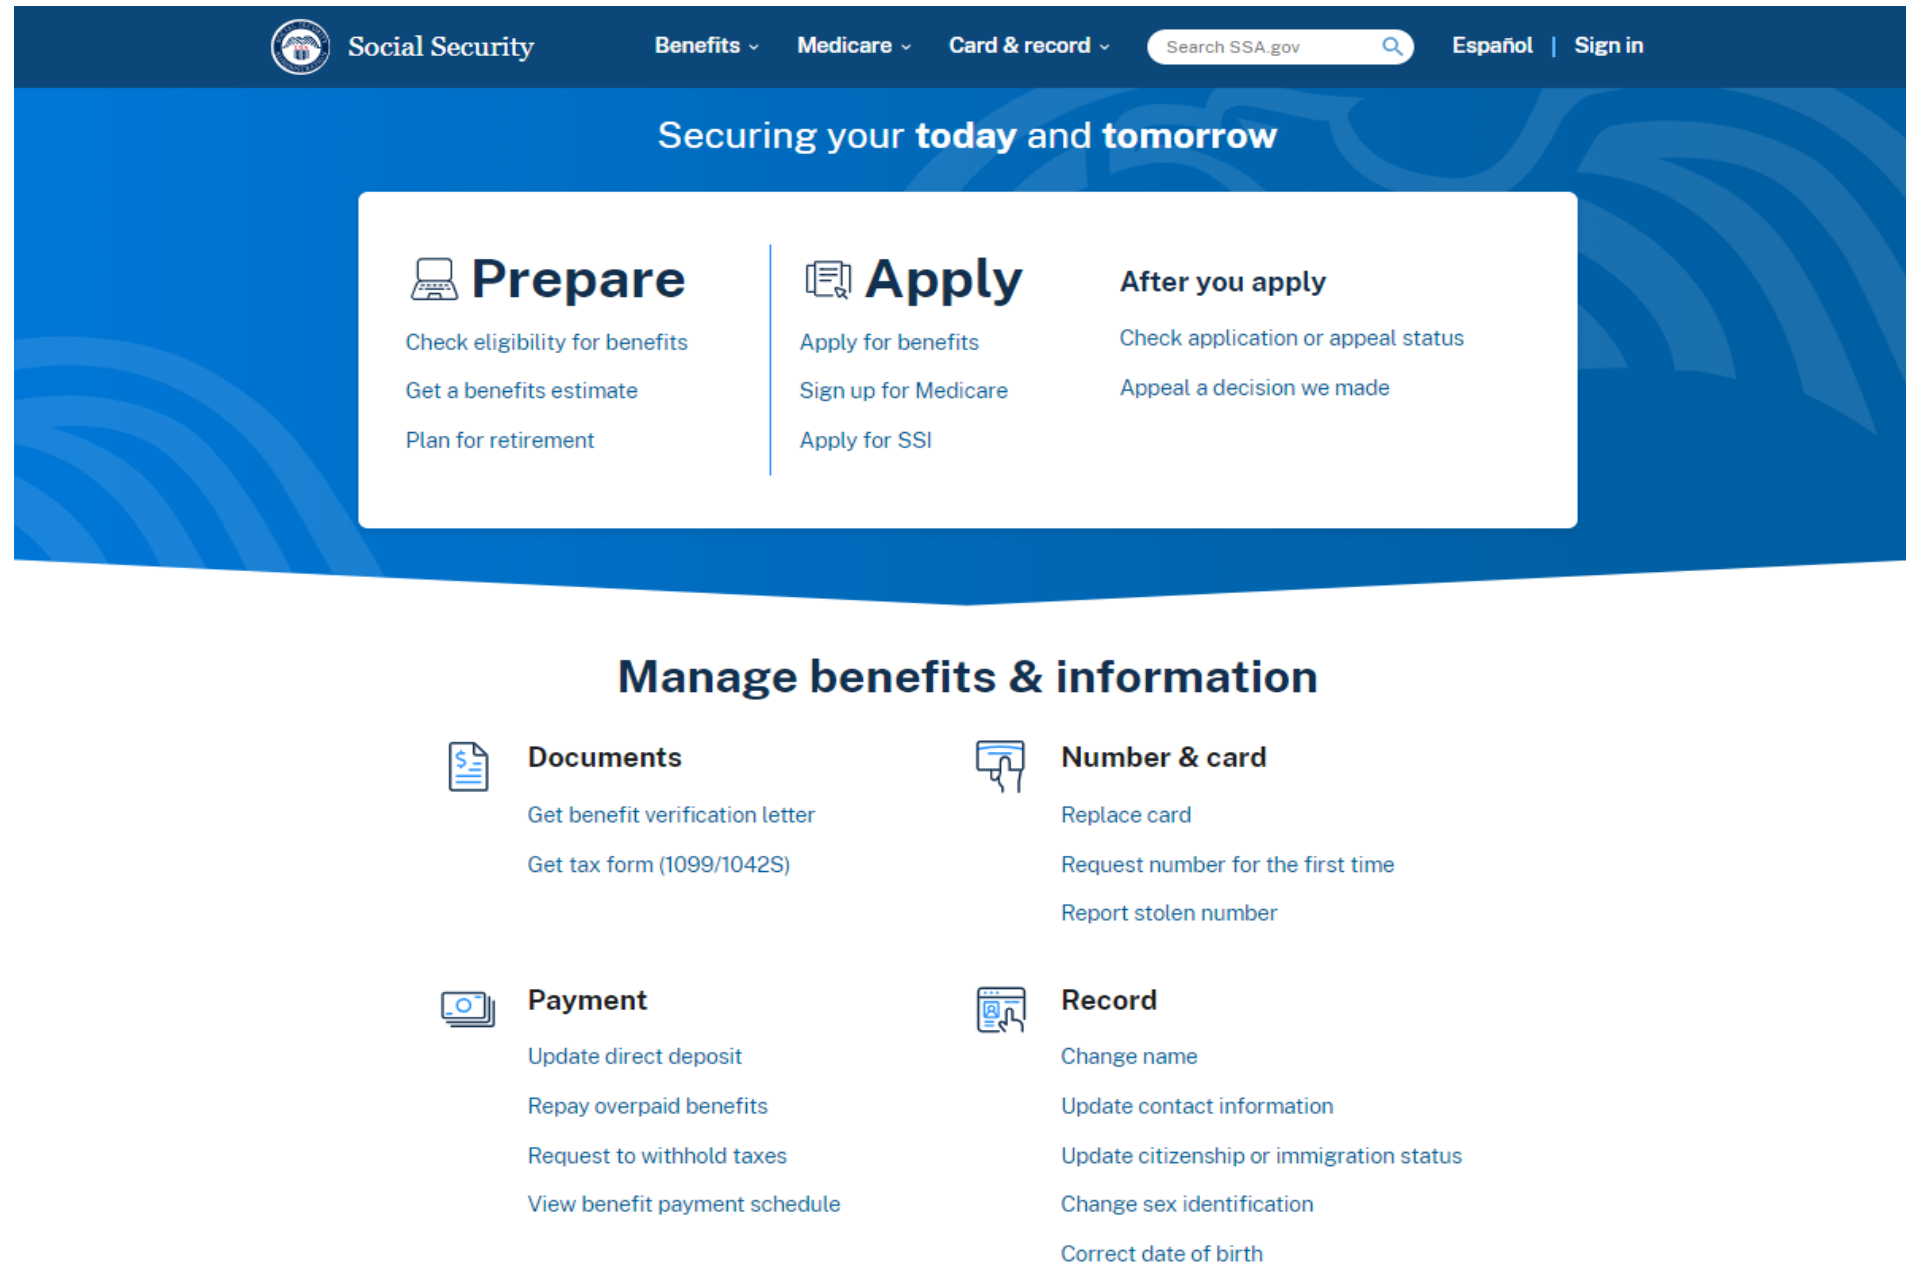 Social Security
Benefits
Medicare
Card & record
Search SSA.gov
Español | Sign in
Securing your today and tomorrow
Prepare
Check eligibility for benefits
Get a benefits estimate
Plan for retirement
Apply
Apply for benefits
Sign up for Medicare
Apply for SSI
After you apply
Check application or appeal status
Appeal a decision we made
Manage benefits & information
Documents
Get benefit verification letter
Get tax form (1099/1042S)
Number & card
Replace card
Request number for the first time
Report stolen number
Payment
Update direct deposit
Repay overpaid benefits
Request to withhold taxes
View benefit payment schedule
Record
Change name
Update contact information
Update citizenship or immigration status
Change sex identification
Correct date of birth